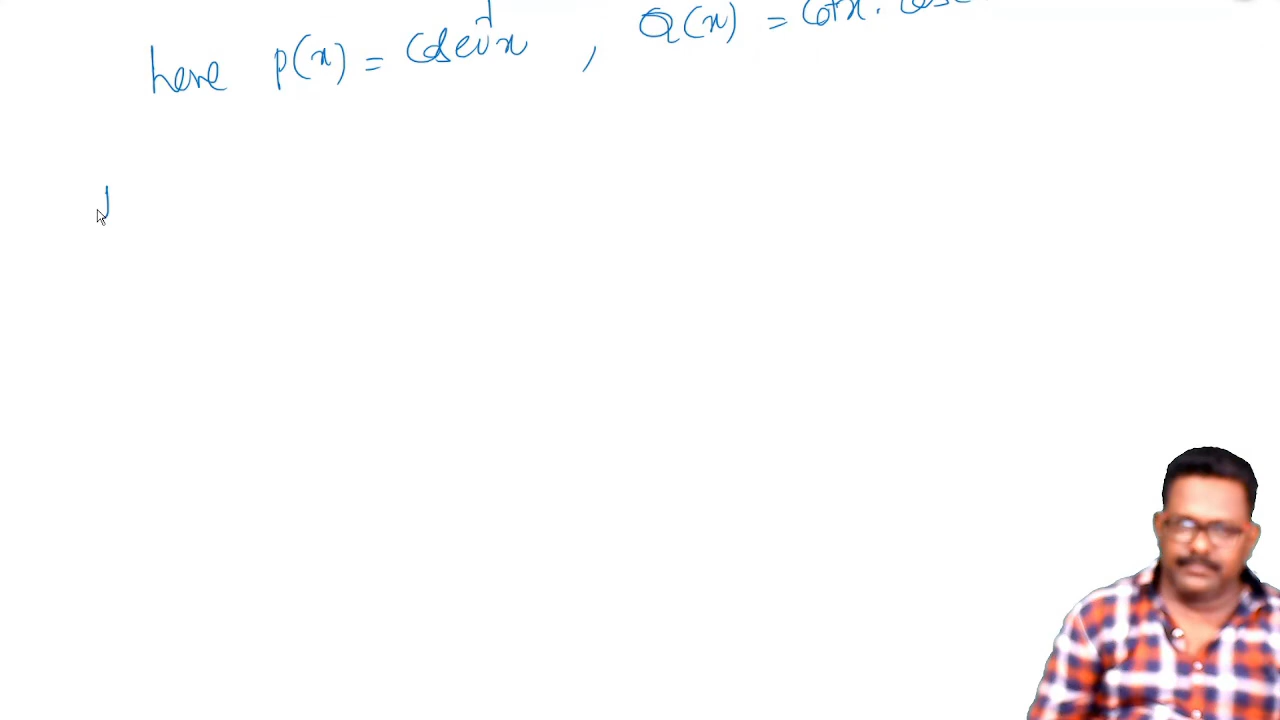 here p(x) = cosec²x , Q(x) = cotx .